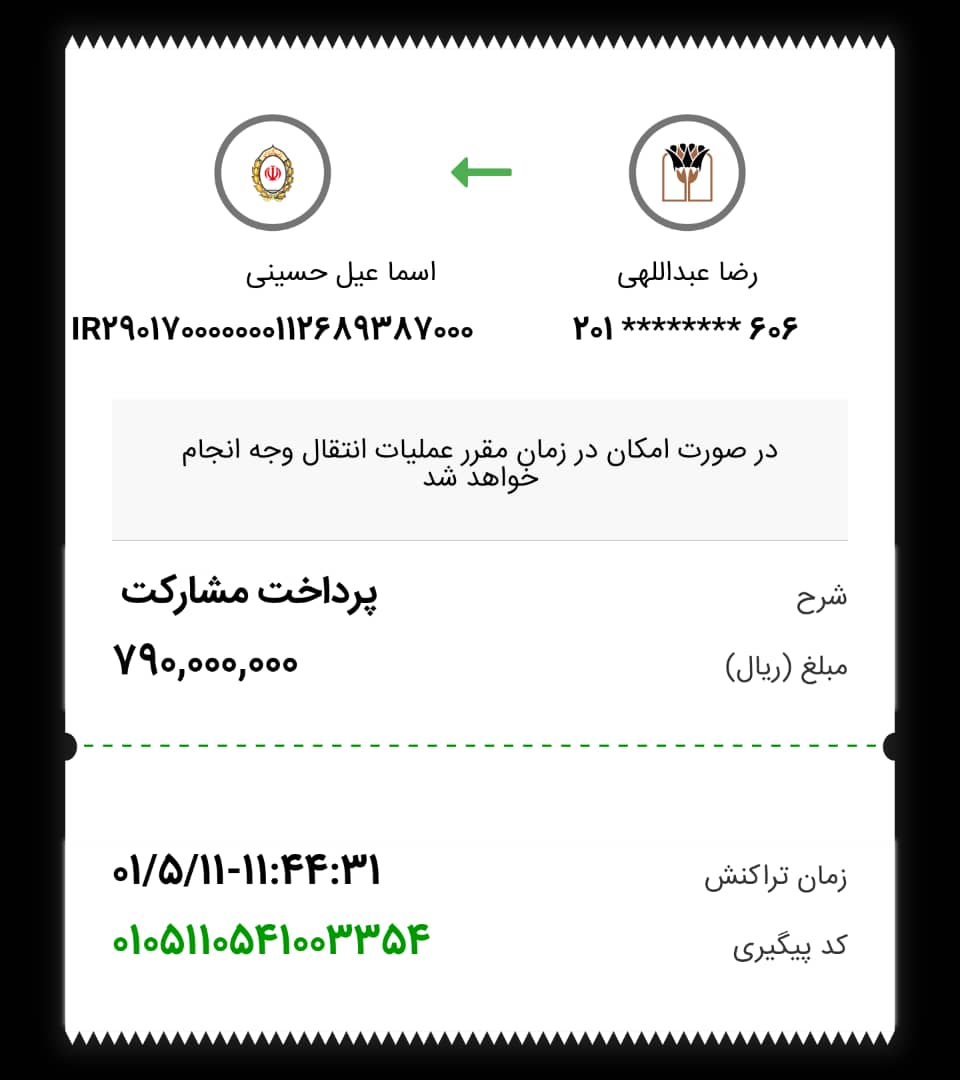 رضا عبداللهی
۲۰۱ ******** ۶۰۶
اسما عیل حسینی
IR۲۹۰۱۷۰۰۰۰۰۰۰۰۱۱۲۶۸۹۳۸۷۰۰۰
در صورت امکان در زمان مقرر عملیات انتقال وجه انجام
خواهد شد
شرح پرداخت مشارکت
مبلغ (ریال) ۷۹۰,۰۰۰,۰۰۰
زمان تراکنش ۰۱/۵/۱۱-۱۱:۴۴:۳۱
کد پیگیری ۰۱۰۵۱۱۰۵۴۱۰۰۳۳۵۴